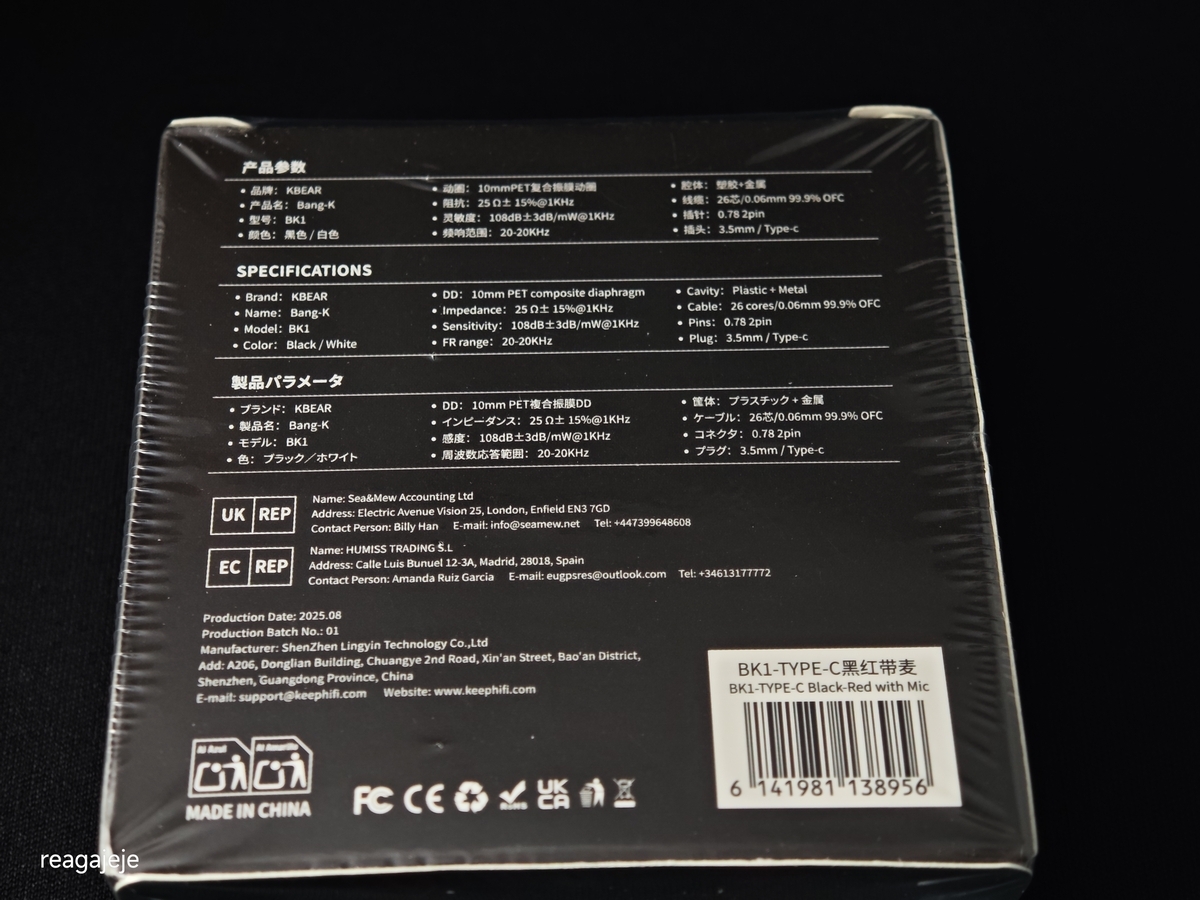 产品参数
• 品牌： KBEAR
• 产品名： Bang-K
• 型号： BK1
• 颜色： 黑色 / 白色
• 动圈： 10mmPET复合振膜动圈
• 阻抗： 25 Ω± 15%@1KHz
• 灵敏度： 108dB±3dB/mW@1KHz
• 频响范围： 20-20KHz
• 腔体： 塑胶+金属
• 线缆： 26芯/0.06mm 99.9% OFC
• 插针： 0.78 2pin
• 插头： 3.5mm / Type-c
SPECIFICATIONS
• Brand： KBEAR
• Name： Bang-K
• Model： BK1
• Color： Black / White
• DD： 10mm PET composite diaphragm
• Impedance： 25 Ω± 15%@1KHz
• Sensitivity： 108dB±3dB/mW@1KHz
• FR range： 20-20KHz
• Cavity： Plastic + Metal
• Cable： 26 cores/0.06mm 99.9% OFC
• Pins： 0.78 2pin
• Plug： 3.5mm / Type-c
製品パラメータ
• ブランド： KBEAR
• 製品名： Bang-K
• モデル： BK1
• 色： ブラック／ホワイト
• DD： 10mm PET複合振膜DD
• インピーダンス： 25 Ω± 15%@1KHz
• 感度： 108dB±3dB/mW@1KHz
• 周波数応答範囲： 20-20KHz
• 筐体： プラスチック + 金属
• ケーブル： 26芯/0.06mm 99.9% OFC
• コネクタ： 0.78 2pin
• プラグ： 3.5mm / Type-c
UK REP
Name: Sea&Mew Accounting Ltd
Address: Electric Avenue Vision 25, London, Enfield EN3 7GD
Contact Person: Billy Han E-mail: info@seamew.net Tel: +447399648608
EC REP
Name: HUMISS TRADING S.L
Address: Calle Luis Bunuel 12-3A, Madrid, 28018, Spain
Contact Person: Amanda Ruiz Garcia E-mail: eugpsres@outlook.com Tel: +34613177772
Production Date: 2025.08
Production Batch No.: 01
Manufacturer: ShenZhen Lingyin Technology Co.,Ltd
Add: A206, Donglian Building, Chuangye 2nd Road, Xin'an Street, Bao'an District,
Shenzhen, Guangdong Province, China
E-mail: support@keephifi.com Website: www.keephifi.com
Al Azul Al Amarillo
MADE IN CHINA
FC CE RoHS UK CA
BK1-TYPE-C黑红带麦
BK1-TYPE-C Black-Red with Mic
6 141981 138956
reagajeje